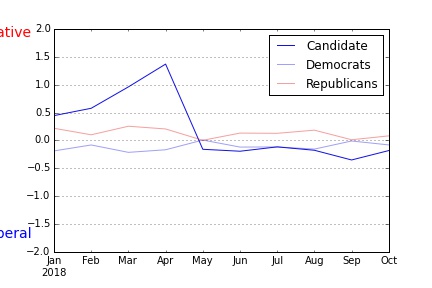 2.0
ative
Candidate
Democrats
Republicans
1.5
1.0
0.5
0.0
−0.5
−1.0
−1.5
beral
−2.0
Jan Feb Mar Apr May Jun Jul Aug Sep Oct
2018